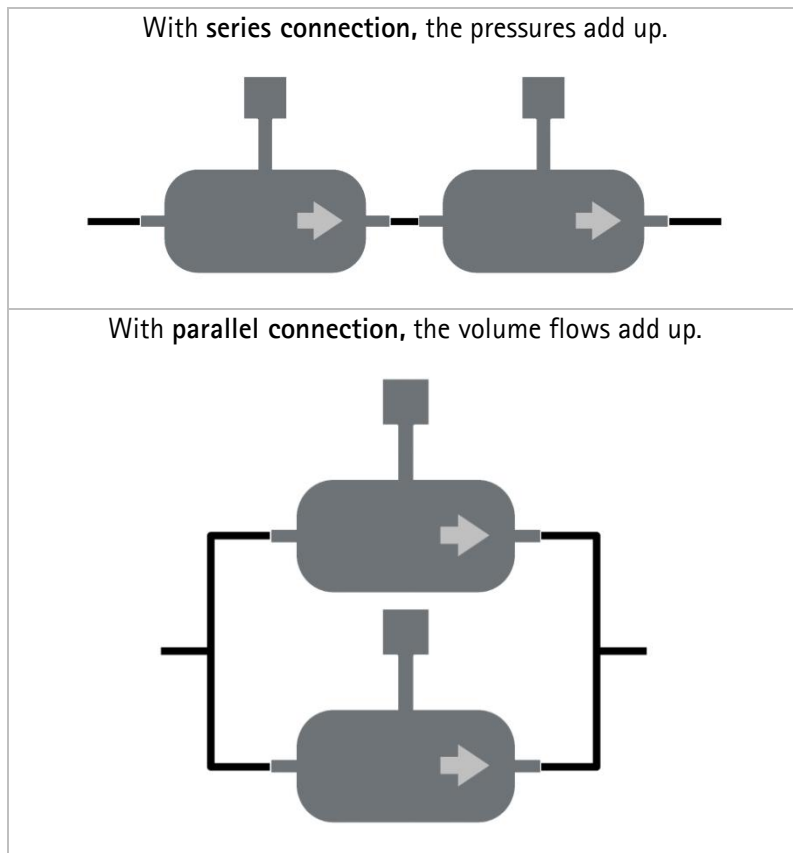 With series connection, the pressures add up.
With parallel connection, the volume flows add up.